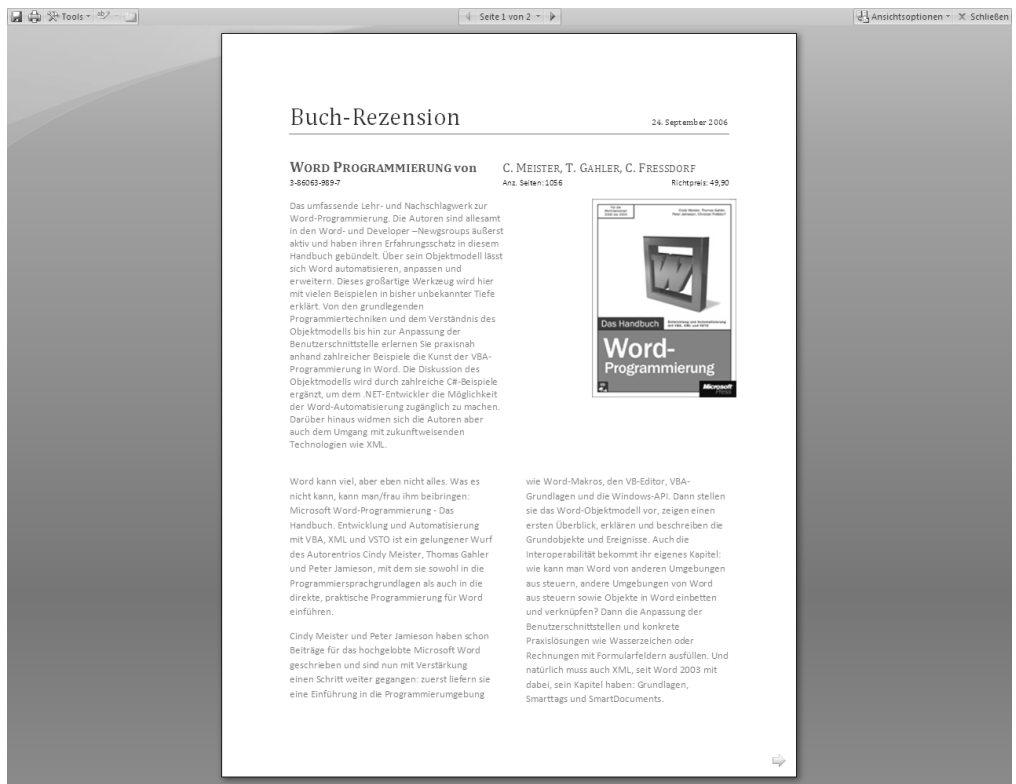 Tools
Seite 1 von 2
Ansichtsoptionen
Schließen
Buch-Rezension
24. September 2006
WORD PROGRAMMIERUNG von C. MEISTER, T. GAHLER, C. FRESSDORF
3-86063-989-7 Anz. Seiten: 1056 Richtpreis: 49,90
Das umfassende Lehr- und Nachschlagwerk zur
Word-Programmierung. Die Autoren sind allesamt
in den Word- und Developer –Newsgroups äußerst
aktiv und haben ihren Erfahrungsschatz in diesem
Handbuch gebündelt. Über sein Objektmodell lässt
sich Word automatisieren, anpassen und
erweitern. Dieses großartige Werkzeug wird hier
mit vielen Beispielen in bisher unbekannter Tiefe
erklärt. Von den grundlegenden
Programmiertechniken und dem Verständnis des
Objektmodells bis hin zur Anpassung der
Benutzerschnittstelle erlernen Sie praxisnah
anhand zahlreicher Beispiele die Kunst der VBA-
Programmierung in Word. Die Diskussion des
Objektmodells wird durch zahlreiche C#-Beispiele
ergänzt, um dem .NET-Entwickler die Möglichkeit
der Word-Automatisierung zugänglich zu machen.
Darüber hinaus widmen sich die Autoren aber
auch dem Umgang mit zukunftweisenden
Technologien wie XML.
Das Handbuch
Word-
Programmierung
Microsoft
Press
Word kann viel, aber eben nicht alles. Was es
nicht kann, kann man/frau ihm beibringen:
Microsoft Word-Programmierung - Das
Handbuch. Entwicklung und Automatisierung
mit VBA, XML und VSTO ist ein gelungener Wurf
des Autorentrios Cindy Meister, Thomas Gahler
und Peter Jamieson, mit dem sie sowohl in die
Programmiersprachgrundlagen als auch in die
direkte, praktische Programmierung für Word
einführen.
Cindy Meister und Peter Jamieson haben schon
Beiträge für das hochgelobte Microsoft Word
geschrieben und sind nun mit Verstärkung
einen Schritt weiter gegangen: zuerst liefern sie
eine Einführung in die Programmierumgebung
wie Word-Makros, den VB-Editor, VBA-
Grundlagen und die Windows-API. Dann stellen
sie das Word-Objektmodell vor, zeigen einen
ersten Überblick, erklären und beschreiben die
Grundobjekte und Ereignisse. Auch die
Interoperabilität bekommt ihr eigenes Kapitel:
wie kann man Word von anderen Umgebungen
aus steuern, andere Umgebungen von Word
aus steuern sowie Objekte in Word einbetten
und verknüpfen? Dann die Anpassung der
Benutzerschnittstellen und konkrete
Praxislösungen wie Wasserzeichen oder
Rechnungen mit Formularfeldern ausfüllen. Und
natürlich muss auch XML, seit Word 2003 mit
dabei, sein Kapitel haben: Grundlagen,
Smarttags und SmartDocuments.